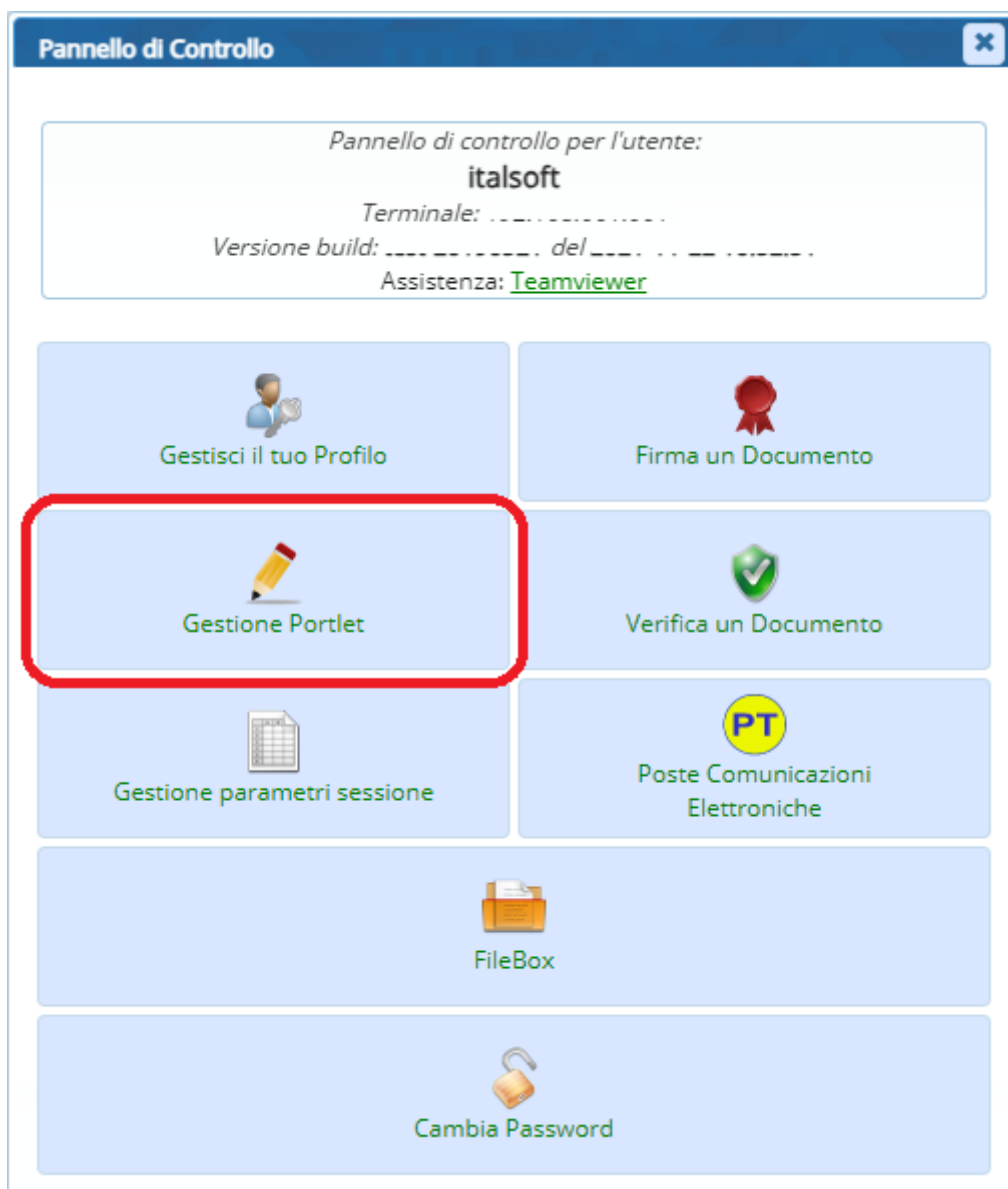 Pannello di Controllo
Pannello di controllo per l'utente:
italsoft
Terminale:
Versione build: del
Assistenza: Teamviewer
Gestisci il tuo Profilo
Firma un Documento
Gestione Portlet
Verifica un Documento
Gestione parametri sessione
PT
Poste Comunicazioni
Elettroniche
FileBox
Cambia Password